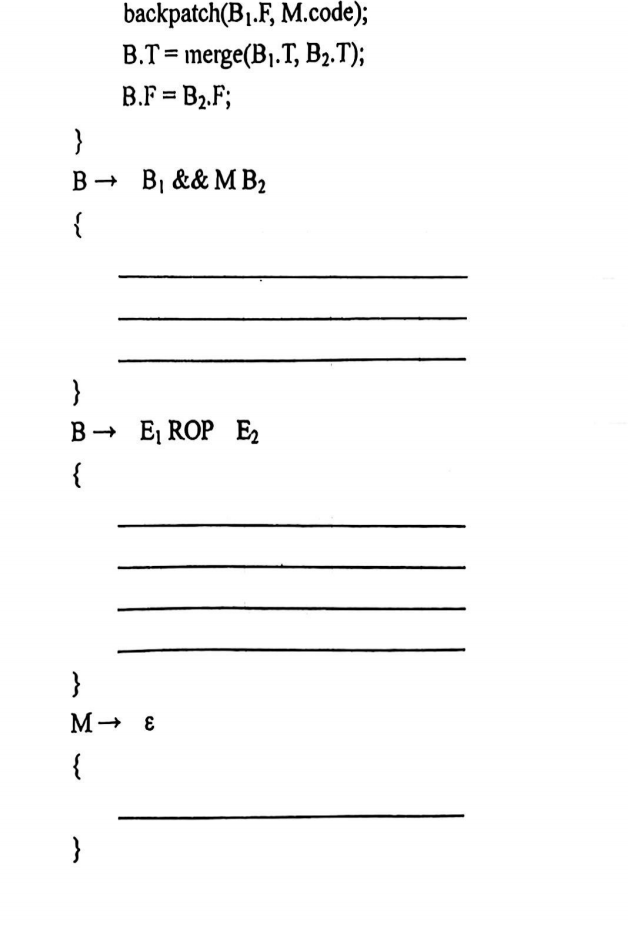 backpatch(B₁.F, M.code);
B.T = merge(B₁.T, B₂.T);
B.F = B₂.F;
}
B → B₁ && M B₂
{
}
B → E₁ ROP E₂
{
}
M → ε
{
}